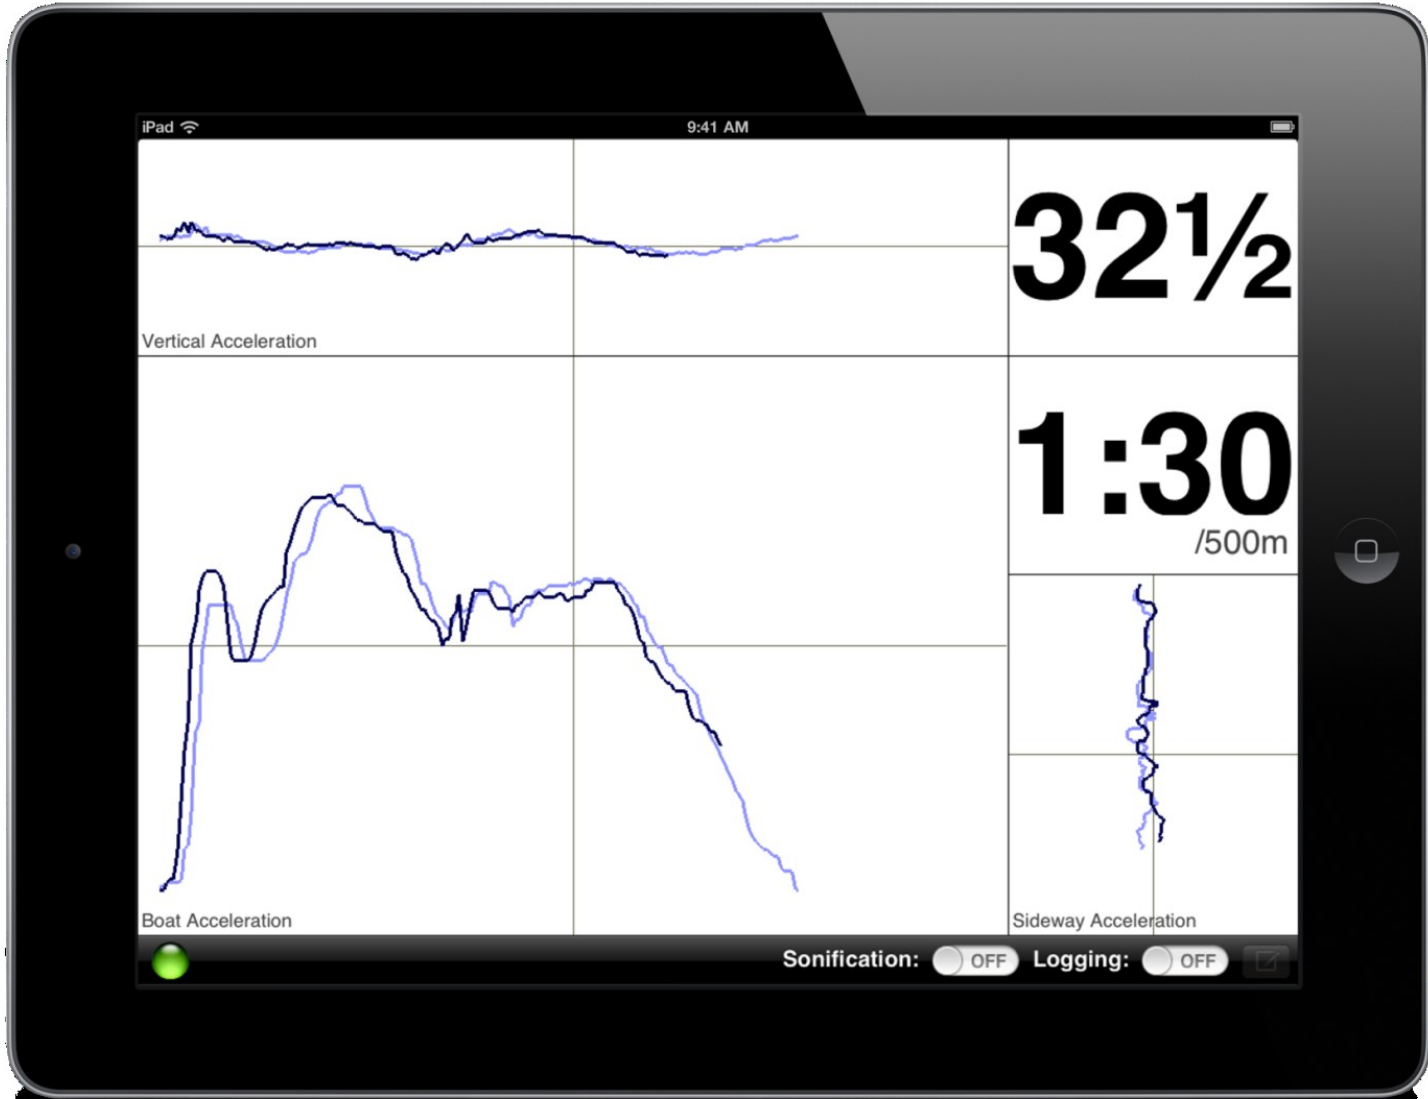 iPad 9:41 AM
32½
Vertical Acceleration
1:30
/500m
Boat Acceleration
Sideway Acceleration
Sonification: OFF Logging: OFF